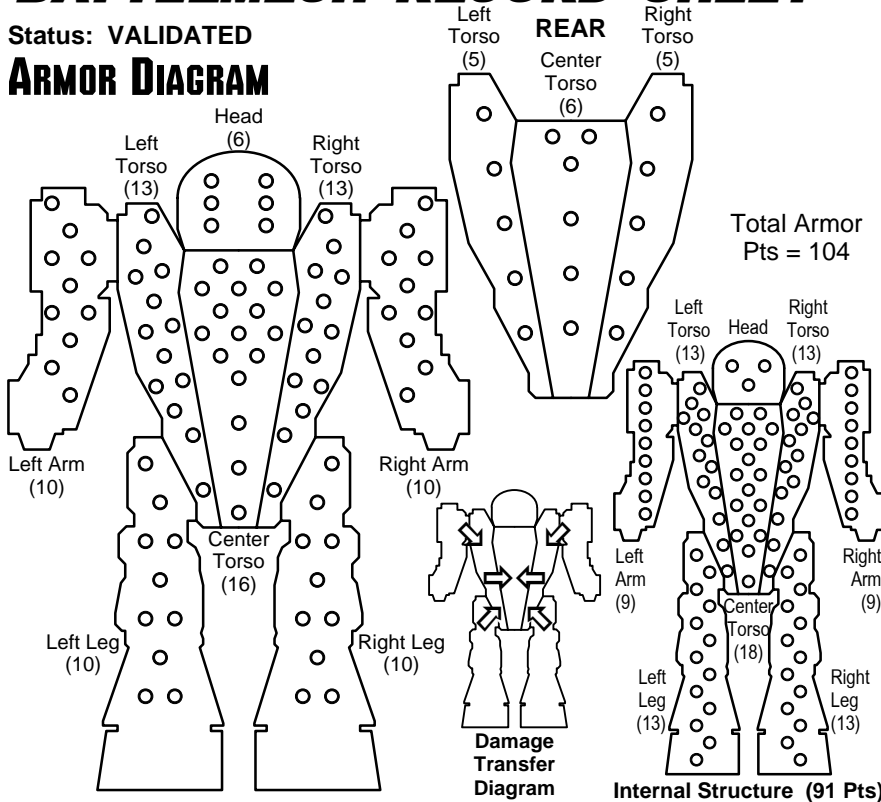 BATTLEMECH RECORD SHEET
Status: VALIDATED
ARMOR DIAGRAM
Head
(6)
Left
Torso
(13)
Right
Torso
(13)
Left Arm
(10)
Right Arm
(10)
Center
Torso
(16)
Left Leg
(10)
Right Leg
(10)
REAR
Left
Torso
(5)
Center
Torso
(6)
Right
Torso
(5)
Total Armor
Pts = 104
Left
Torso
(13)
Head
Right
Torso
(13)
Left
Arm
(9)
Right
Arm
(9)
Center
Torso
(18)
Left
Leg
(13)
Right
Leg
(13)
Damage
Transfer
Diagram
Internal Structure (91 Pts)